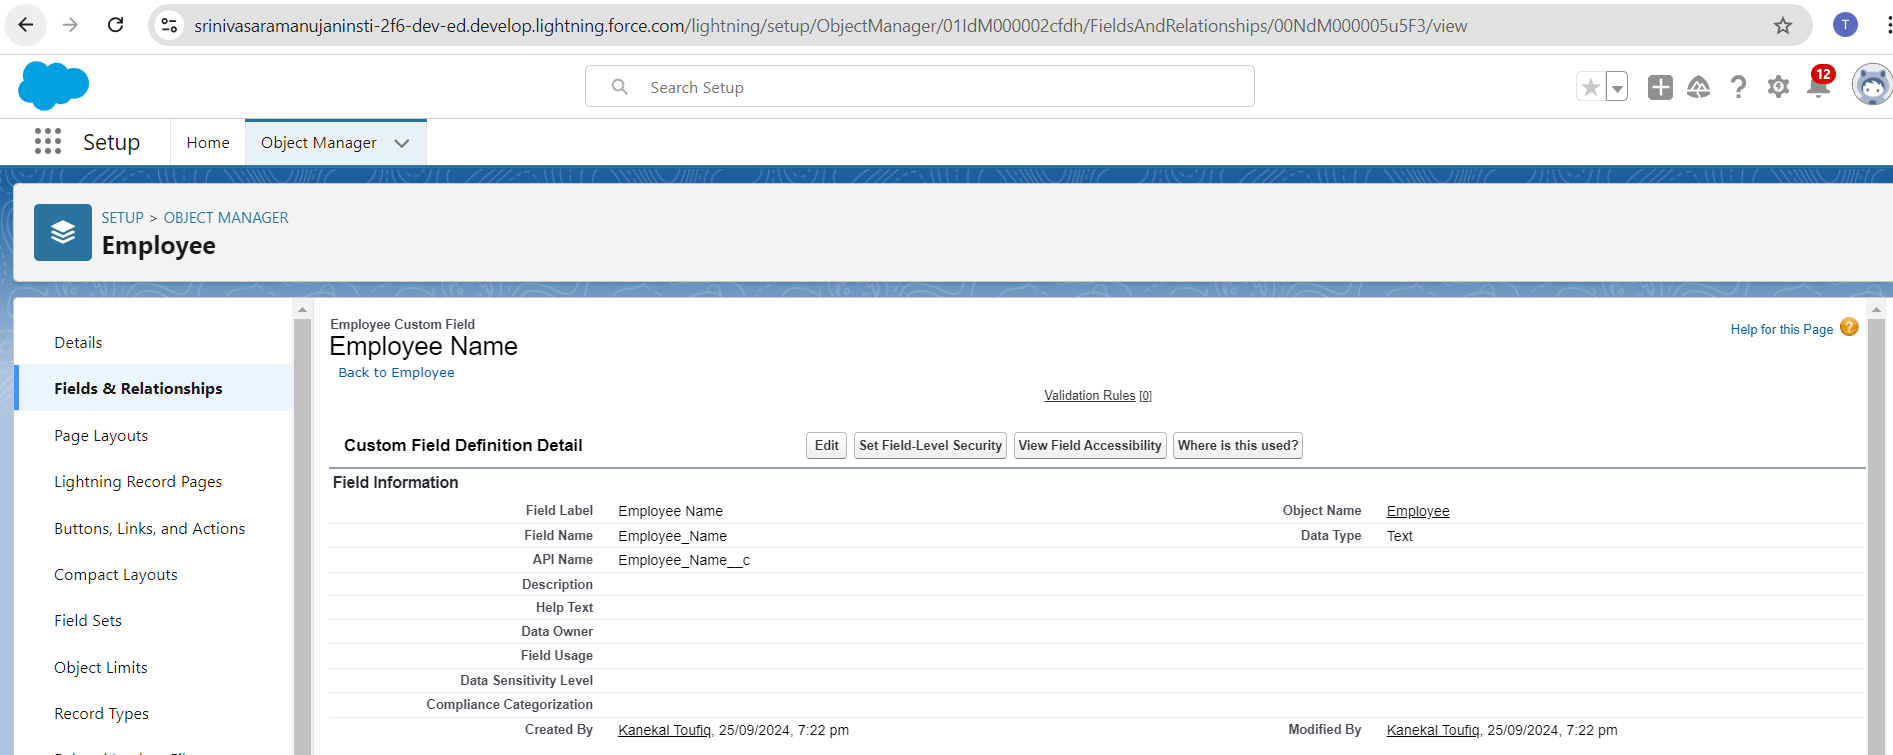 srinivasaramanujaninsti-2f6-dev-ed.develop.lightning.force.com/lightning/setup/ObjectManager/01IdM000002cfdh/FieldsAndRelationships/00NdM000005u5F3/view
T
Search Setup
12
Setup
Home
Object Manager
SETUP > OBJECT MANAGER
Employee
Details
Fields & Relationships
Page Layouts
Lightning Record Pages
Buttons, Links, and Actions
Compact Layouts
Field Sets
Object Limits
Record Types
Employee Custom Field
Employee Name
Back to Employee
Help for this Page ?
Validation Rules [0]
Custom Field Definition Detail
Edit
Set Field-Level Security
View Field Accessibility
Where is this used?
Field Information
Field Label Employee Name Object Name Employee
Field Name Employee_Name Data Type Text
API Name Employee_Name__c
Description
Help Text
Data Owner
Field Usage
Data Sensitivity Level
Compliance Categorization
Created By Kanekal Toufiq, 25/09/2024, 7:22 pm Modified By Kanekal Toufiq, 25/09/2024, 7:22 pm